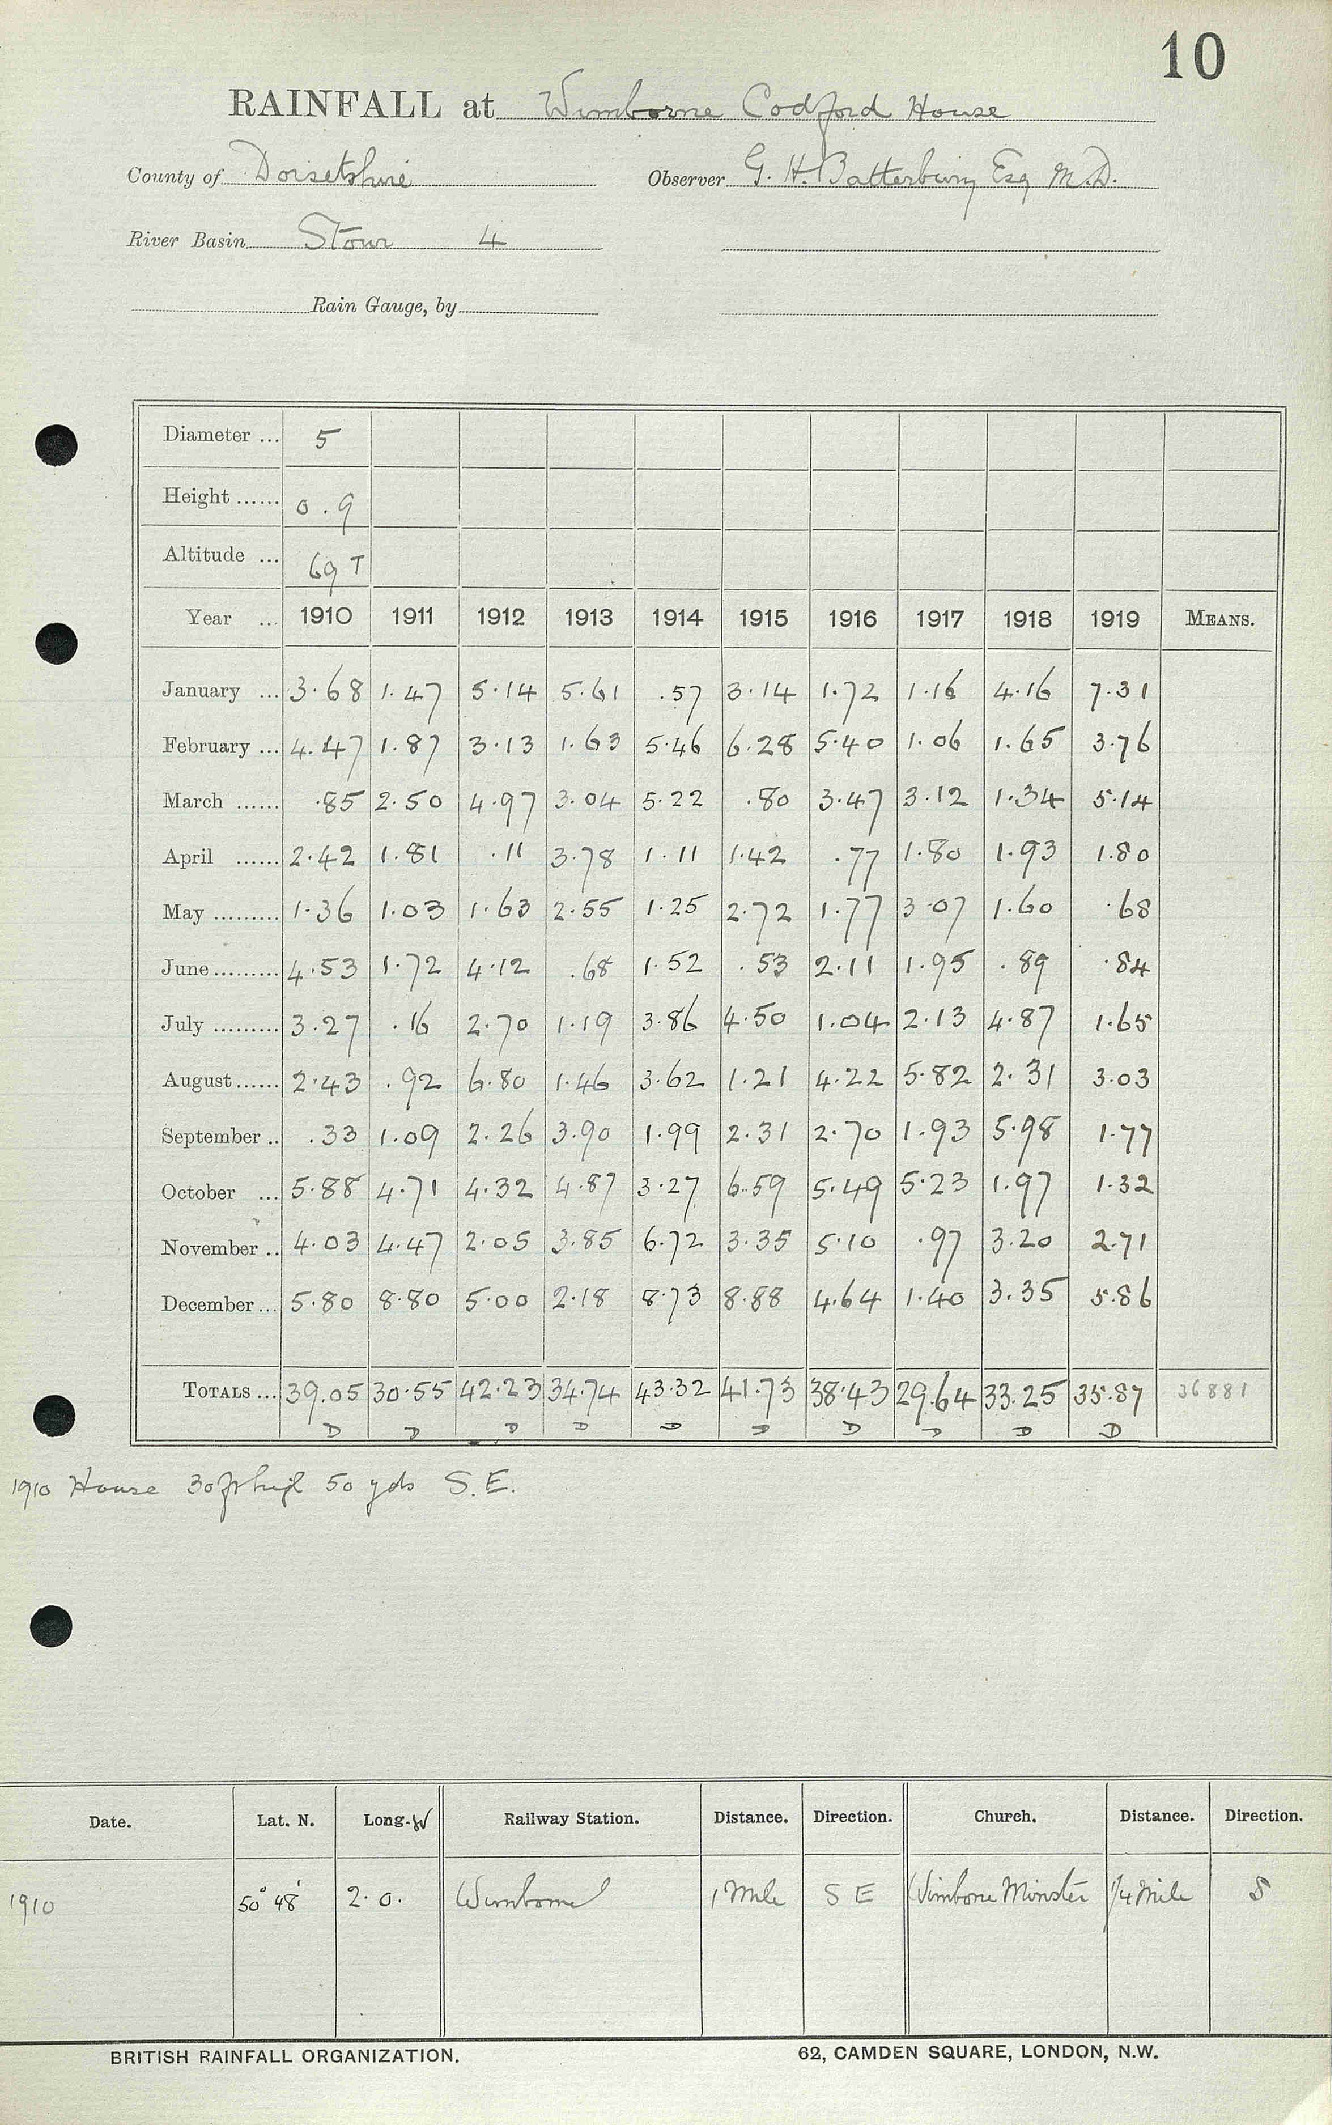 10
RAINFALL at Wimborne Codford House
County of Dorsetshire Observer G. H. Batterbury Esq M.D.
River Basin Stour 4
Rain Gauge, by
Diameter ... 5
Height ...... 0.9
Altitude ... 69 T
Year ... 1910 1911 1912 1913 1914 1915 1916 1917 1918 1919 MEANS.
January ... 3.68 1.47 5.14 5.61 .57 3.14 1.72 1.16 4.16 7.31
February ... 4.47 1.87 3.13 1.63 5.46 6.28 5.40 1.06 1.65 3.76
March ...... .85 2.50 4.97 3.04 5.22 .80 3.47 3.12 1.34 5.14
April ...... 2.42 1.81 .11 3.78 1.11 1.42 .77 1.80 1.93 1.80
May ......... 1.36 1.03 1.63 2.55 1.25 2.72 1.77 3.07 1.60 .68
June ......... 4.53 1.72 4.12 .68 1.52 .53 2.11 1.95 .89 .84
July ......... 3.27 .16 2.70 1.19 3.86 4.50 1.04 2.13 4.87 1.65
August ...... 2.43 .92 6.80 1.46 3.62 1.21 4.22 5.82 2.31 3.03
September .. .33 1.09 2.26 3.90 1.99 2.31 2.70 1.93 5.98 1.77
October ... 5.88 4.71 4.32 4.87 3.27 6.59 5.49 5.23 1.97 1.32
November .. 4.03 4.47 2.05 3.85 6.72 3.35 5.10 .97 3.20 2.71
December ... 5.80 8.80 5.00 2.18 8.73 8.88 4.64 1.40 3.35 5.86
TOTALS ... 39.05 30.55 42.23 34.74 43.32 41.73 38.43 29.64 33.25 35.87 36881
D D D D D D D D D D
1910 House 30ft high 50 yds S.E.
Date. Lat. N. Long. W Railway Station. Distance. Direction. Church. Distance. Direction.
1910 50° 48' 2. 0. Wimborne 1 Mile S E Wimborne Minster 1/4 Mile S
BRITISH RAINFALL ORGANIZATION. 62, CAMDEN SQUARE, LONDON, N.W.